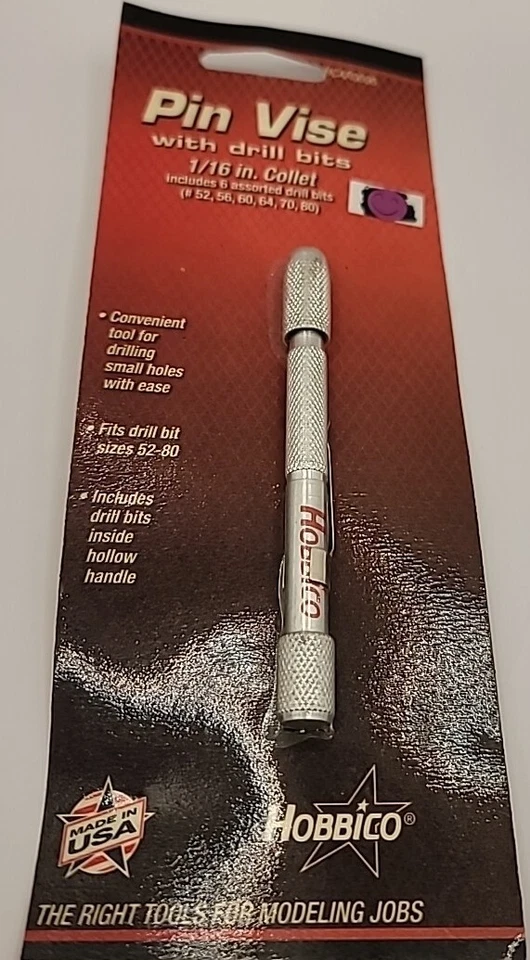 Pin Vise
with drill bits
1/16 in. Collet
includes 6 assorted drill bits
(# 52, 56, 60, 64, 70, 80)
• Convenient
tool for
drilling
small holes
with ease
• Fits drill bit
sizes 52-80
• Includes
drill bits
inside
hollow
handle
Hobbico
MADE IN
USA
HOBBICO®
THE RIGHT TOOLS FOR MODELING JOBS